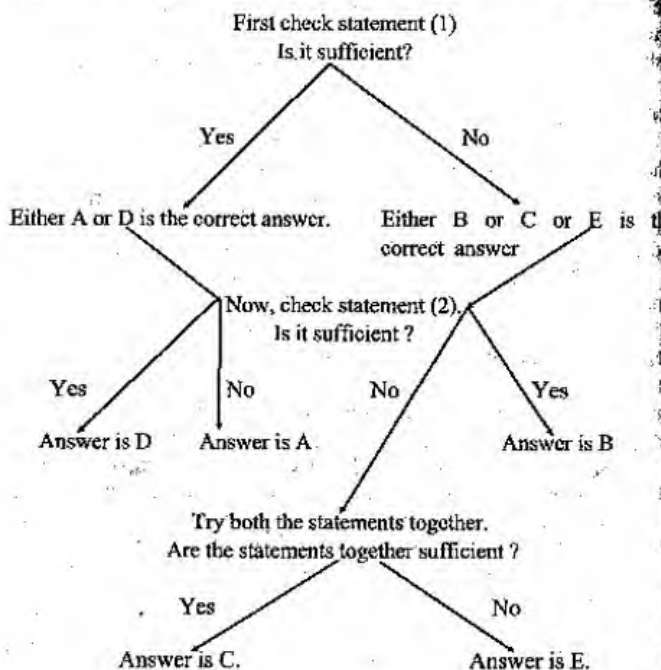 First check statement (1)
Is it sufficient?
Yes
No
Either A or D is the correct answer.
Either B or C or E is
correct answer
Now, check statement (2).
Is it sufficient ?
Yes
No
No
Yes
Answer is D
Answer is A
Answer is B
Try both the statements together.
Are the statements together sufficient ?
Yes
No
Answer is C.
Answer is E.